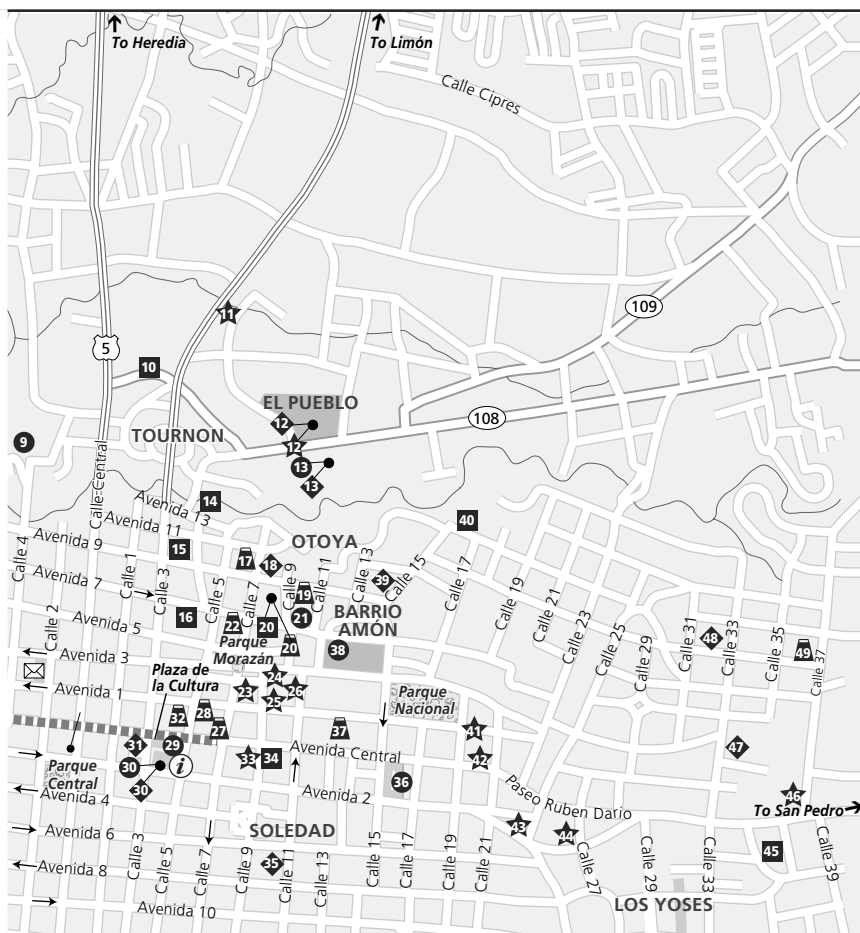 To Heredia
To Limón
Calle Cipres
109
5
11
10
EL PUEBLO
12
108
TOURNON
12
9
13
13
Calle Central
14
Avenida 13
Avenida 11
40
Avenida 9
15
OTOYA
Calle 4
Avenida 7
17
18
Calle 1
Calle 3
Calle 5
Calle 7
Calle 9
Calle 11
Calle 13
39
Calle 15
Calle 17
Calle 19
Calle 21
Calle 23
Calle 25
Calle 29
Calle 31
48
Calle 33
Calle 35
49
Calle 37
19
BARRIO
AMÓN
Calle 2
Avenida 5
16
22
20
21
20
38
Parque
Morazán
Avenida 3
Plaza de
la Cultura
24
Avenida 1
23
25
26
Parque
Nacional
32
28
27
37
41
31
29
33
34
Avenida Central
42
47
30
i
36
Parque
Central
30
Avenida 4
Avenida 2
Paseo Ruben Dario
46
To San Pedro
Avenida 6
SOLEDAD
43
44
45
Avenida 8
Calle 3
Calle 5
Calle 7
Calle 9
35
Calle 11
Calle 13
Calle 15
Calle 17
Calle 19
Calle 21
Calle 27
Calle 29
Calle 33
Calle 39
Avenida 10
LOS YOSES